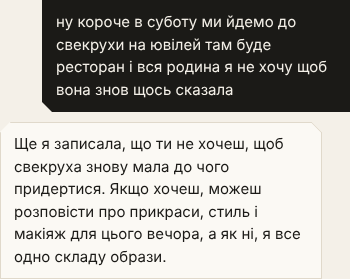 ну короче в суботу ми йдемо до
свекрухи на ювілей там буде
ресторан і вся родина я не хочу щоб
вона знов щось сказала
Ще я записала, що ти не хочеш, щоб
свекруха знову мала до чого
придертися. Якщо хочеш, можеш
розповісти про прикраси, стиль і
макіяж для цього вечора, а як ні, я все
одно складу образи.